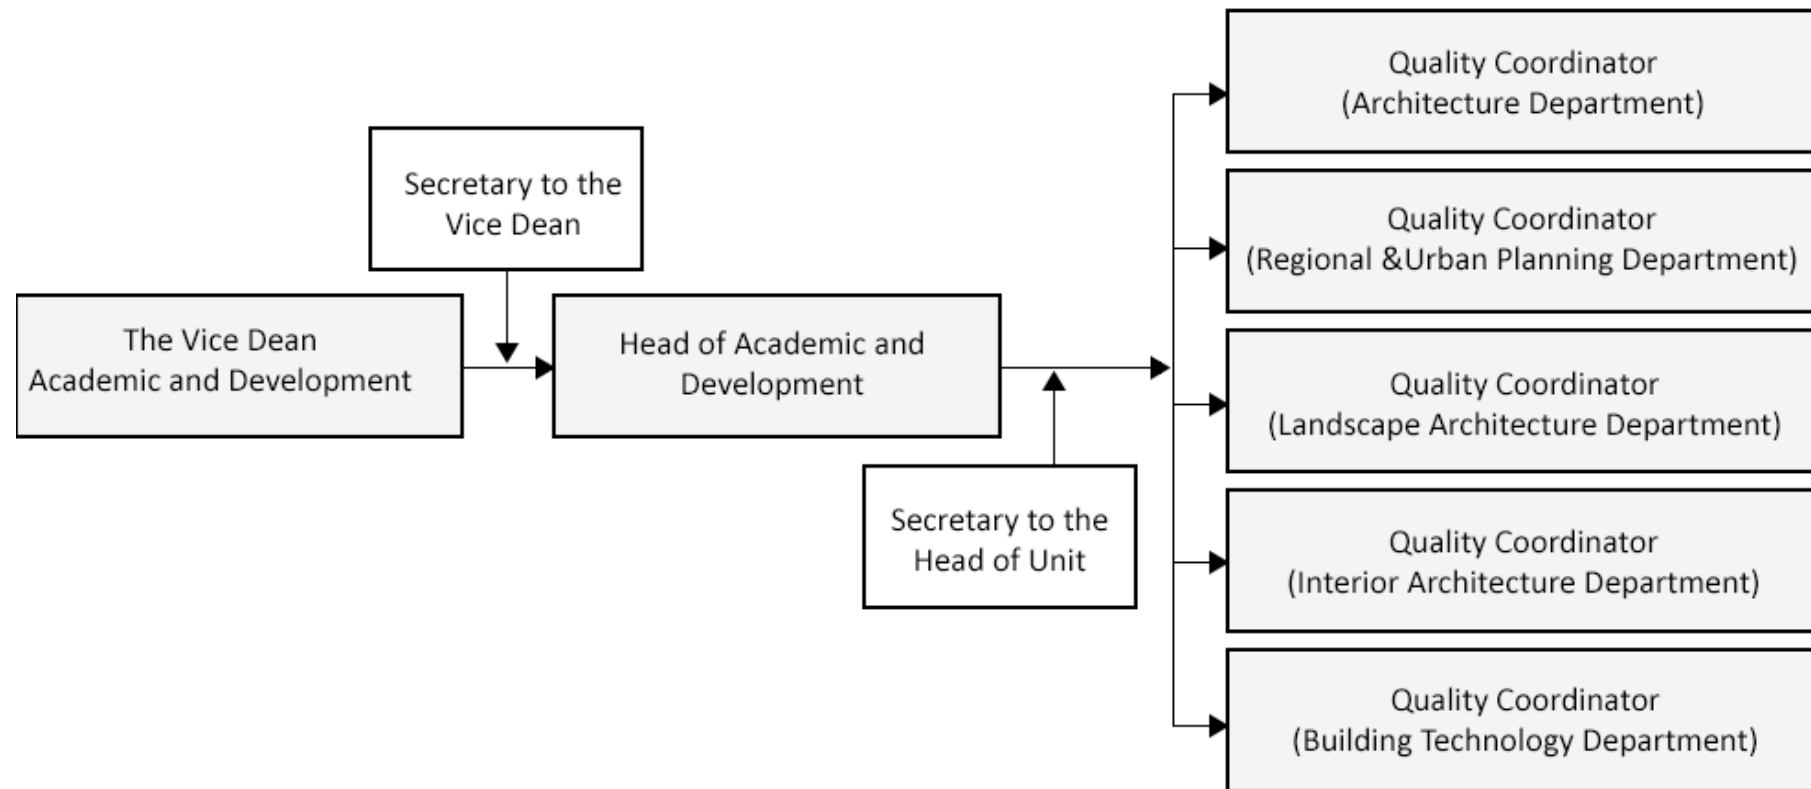 The Vice Dean
Academic and Development
Secretary to the
Vice Dean
Head of Academic and
Development
Secretary to the
Head of Unit
Quality Coordinator
(Architecture Department)
Quality Coordinator
(Regional &Urban Planning Department)
Quality Coordinator
(Landscape Architecture Department)
Quality Coordinator
(Interior Architecture Department)
Quality Coordinator
(Building Technology Department)